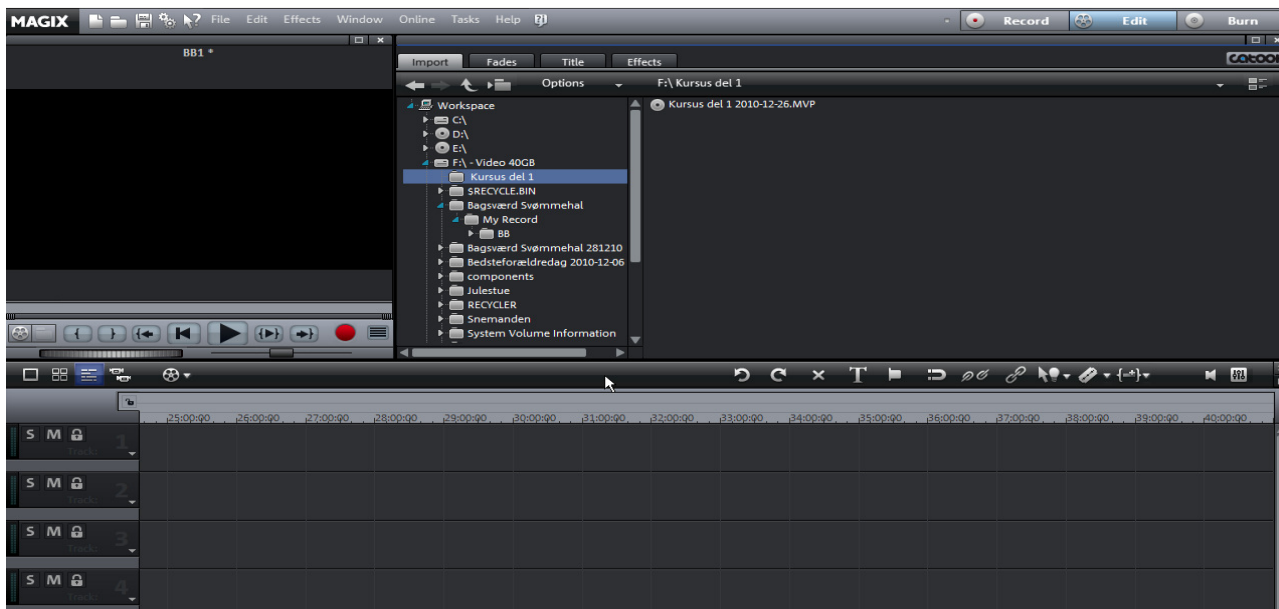 MAGIX File Edit Effects Window Online Tasks Help Record Edit Burn
BB1 *
Import Fades Title Effects
Options F:\ Kursus del 1
Workspace
C:\
D:\
E:\
F:\ - Video 40GB
Kursus del 1
$RECYCLE.BIN
Bagsværd Svømmehal
My Record
BB
Bagsværd Svømmehal 281210
Bedsteforældredag 2010-12-06
components
Julestue
RECYCLER
Snemanden
System Volume Information
Kursus del 1 2010-12-26.MVP
25:00:00 26:00:00 27:00:00 28:00:00 29:00:00 30:00:00 31:00:00 32:00:00 33:00:00 34:00:00 35:00:00 36:00:00 37:00:00 38:00:00 39:00:00 40:00:00
S M 1
Track:
S M 2
Track:
S M 3
Track:
S M 4
Track: